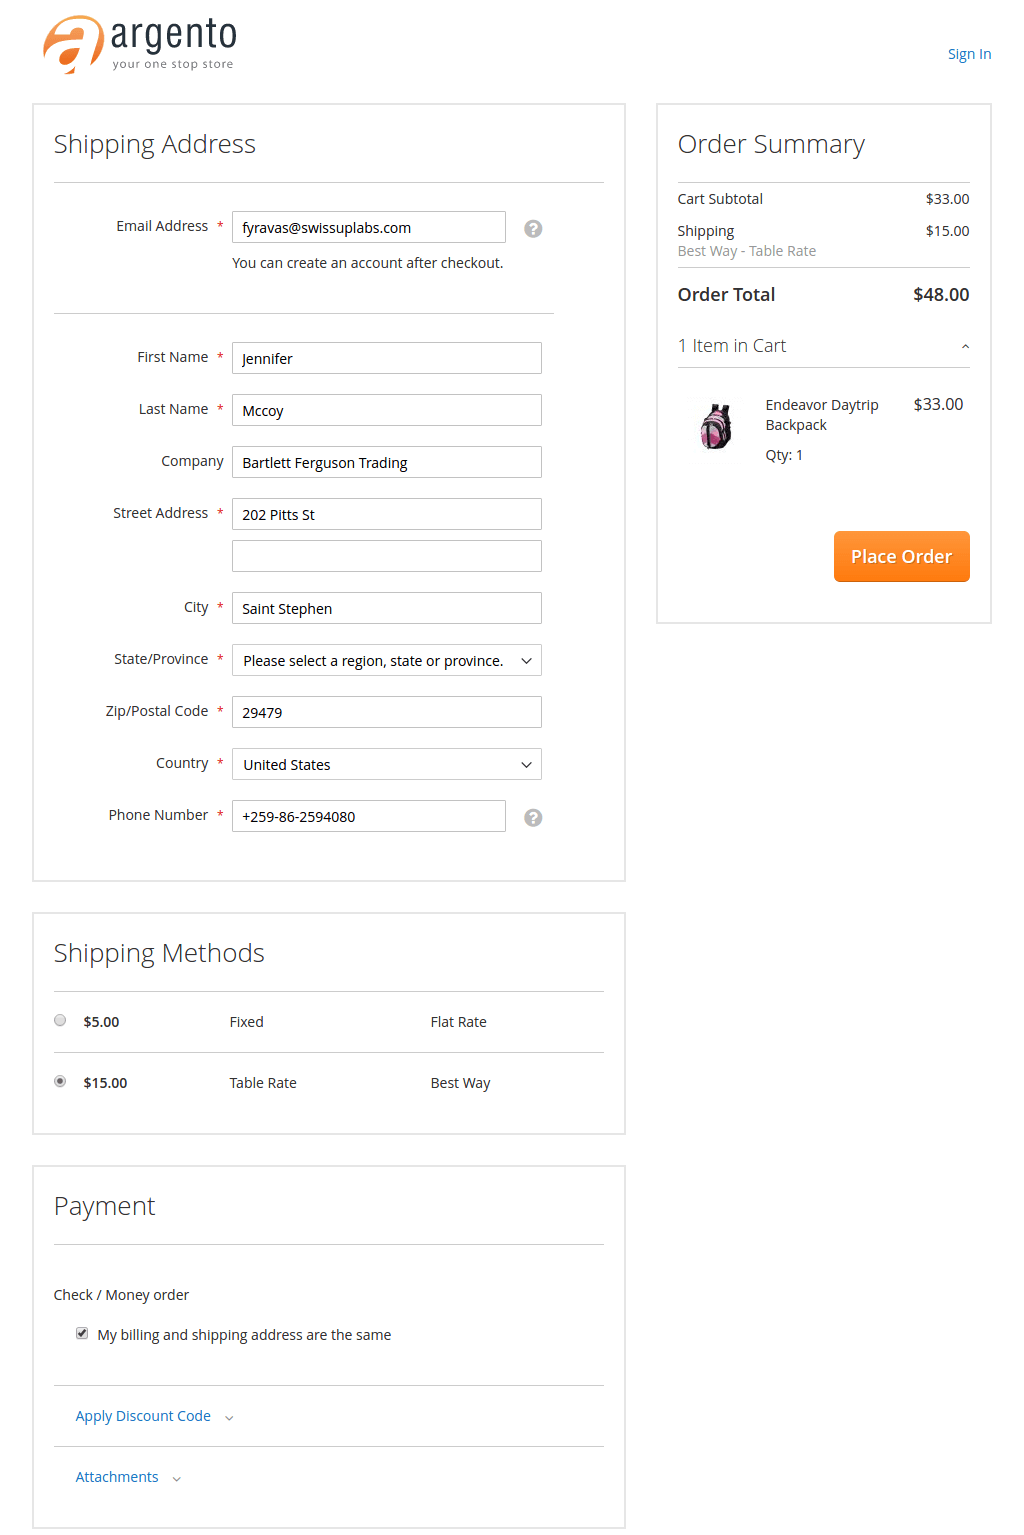 argento
your one stop store
Sign In
Shipping Address
Email Address * fyravas@swissuplabs.com ?
You can create an account after checkout.
First Name * Jennifer
Last Name * Mccoy
Company Bartlett Ferguson Trading
Street Address * 202 Pitts St
City * Saint Stephen
State/Province * Please select a region, state or province.
Zip/Postal Code * 29479
Country * United States
Phone Number * +259-86-2594080 ?
Shipping Methods
$5.00 Fixed Flat Rate
$15.00 Table Rate Best Way
Payment
Check / Money order
My billing and shipping address are the same
Apply Discount Code
Attachments
Order Summary
Cart Subtotal $33.00
Shipping $15.00
Best Way - Table Rate
Order Total $48.00
1 Item in Cart
Endeavor Daytrip $33.00
Backpack
Qty: 1
Place Order